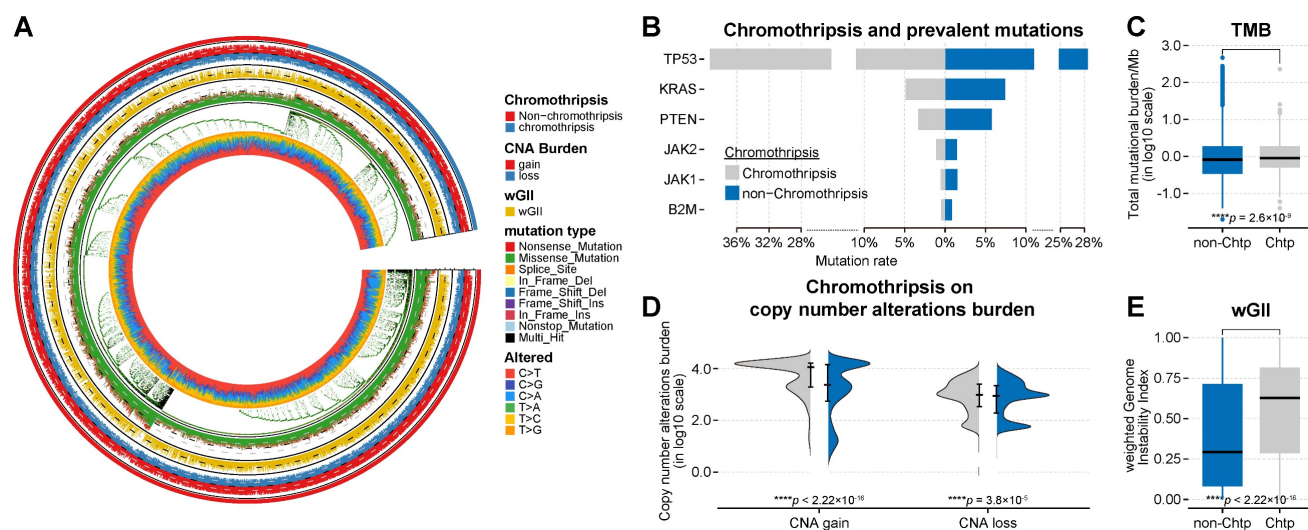 A
Chromothripsis
Non-chromothripsis
chromothripsis
CNA Burden
gain
loss
wGII
wGII
mutation type
Nonsense_Mutation
Missense_Mutation
Splice_Site
In_Frame_Del
Frame_Shift_Del
Frame_Shift_Ins
In_Frame_Ins
Nonstop_Mutation
Multi_Hit
Altered
C>T
C>G
C>A
T>A
T>C
T>G
B
Chromothripsis and prevalent mutations
TP53
KRAS
PTEN
JAK2
JAK1
B2M
Chromothripsis
Chromothripsis
non-Chromothripsis
36% 32% 28% 10% 5% 0% 5% 10% 25% 28%
Mutation rate
C
TMB
Total mutational burden/Mb
(in log10 scale)
3.0
2.0
1.0
0.0
-1.0
****p = 2.6×10-9
non-Chtp Chtp
D
Chromothripsis on
copy number alterations burden
Copy number alterations burden
(in log10 scale)
4.0
2.0
0.0
****p < 2.22×10-16 ****p = 3.8×10-5
CNA gain CNA loss
E
wGII
weighted Genome
Instability Index
1.00
0.75
0.50
0.25
0.00
****p < 2.22×10-16
non-Chtp Chtp